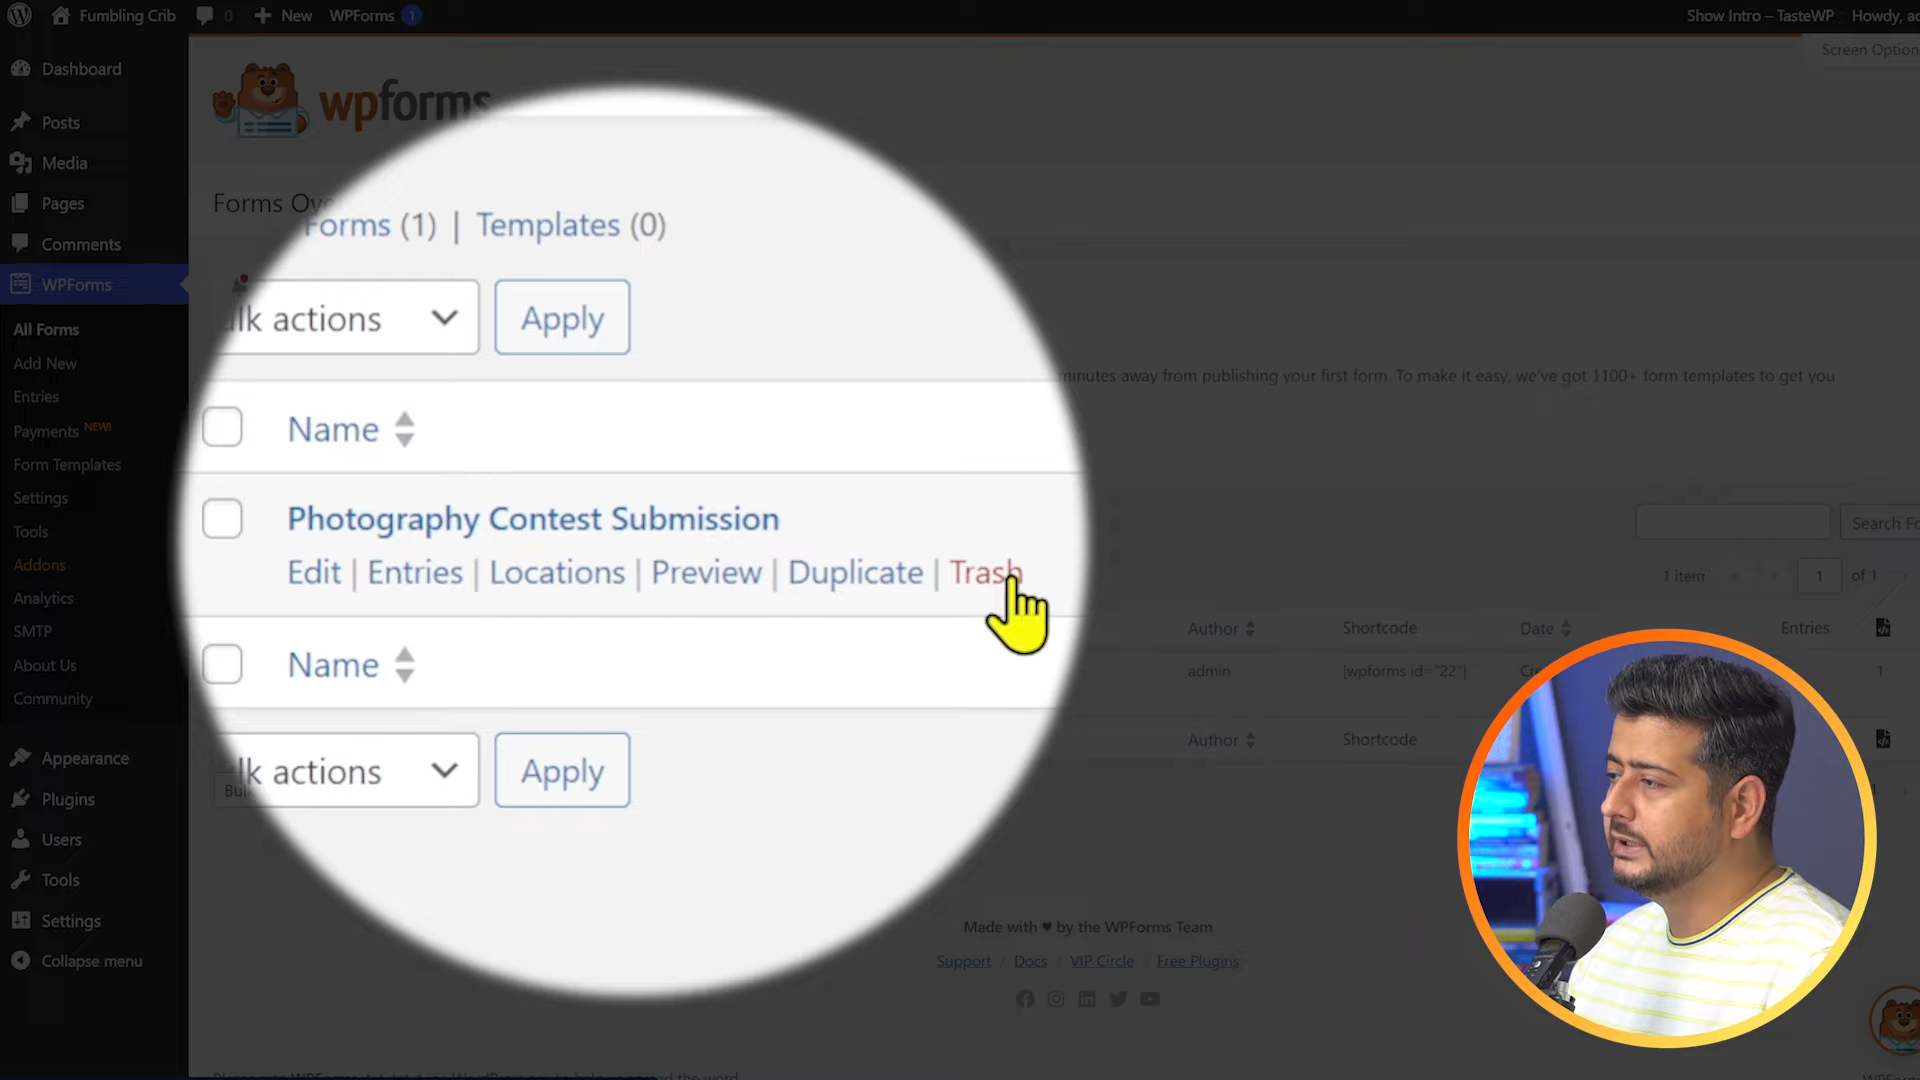 Fumbling Crib 0 New WPForms 1
Show Intro – TasteWP Howdy,
Screen Option
Dashboard
Posts
Media
Pages
Comments
WPForms
All Forms
Add New
Entries
Payments NEW!
Form Templates
Settings
Tools
Addons
Analytics
SMTP
About Us
Community
Appearance
Plugins
Users
Tools
Settings
Collapse menu
wpforms
Forms
Forms (1) | Templates (0)
actions Apply
minutes away from publishing your first form. To make it easy, we've got 1100+ form templates to get you
Name
Search
Photography Contest Submission
Edit | Entries | Locations | Preview | Duplicate | Trash
1 item 1 of 1
Author Shortcode Date Entries
Name
admin [wpforms id="22"] 1
Author Shortcode
actions Apply
Made with ♥ by the WPForms Team
Support / Docs / VIP Circle / Free Plugins